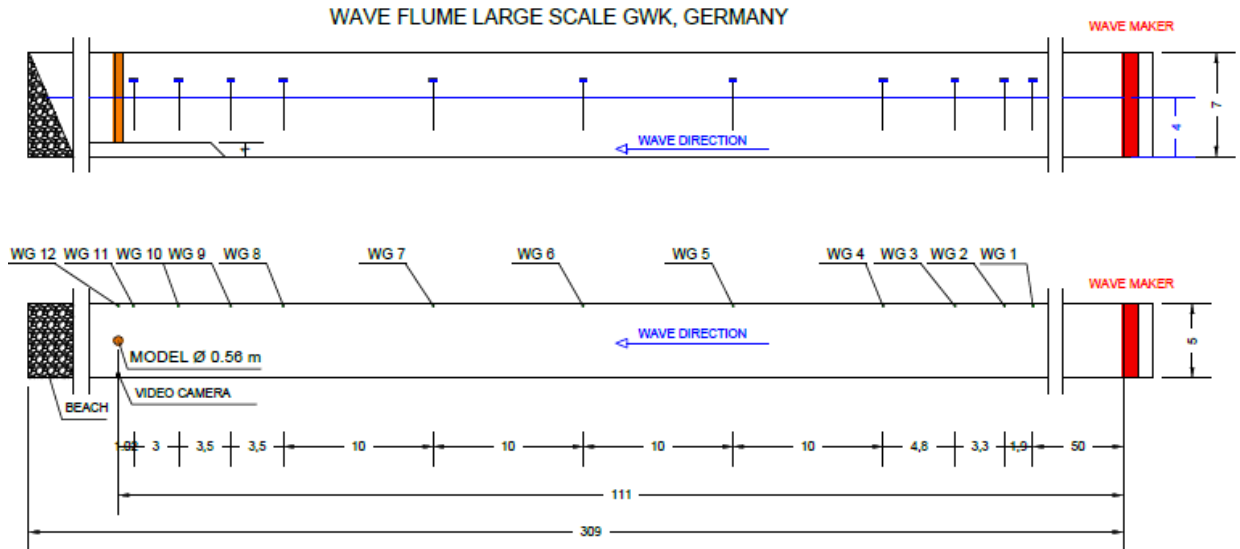 WAVE FLUME LARGE SCALE GWK, GERMANY
WAVE MAKER
WAVE DIRECTION
1
4
7
WG 12 WG 11 WG 10 WG 9 WG 8 WG 7 WG 6 WG 5 WG 4 WG 3 WG 2 WG 1
WAVE MAKER
WAVE DIRECTION
5
MODEL Ø 0.56 m
VIDEO CAMERA
BEACH
1.02 3 3,5 3,5 10 10 10 10 4,8 3,3 1,9 50
111
309